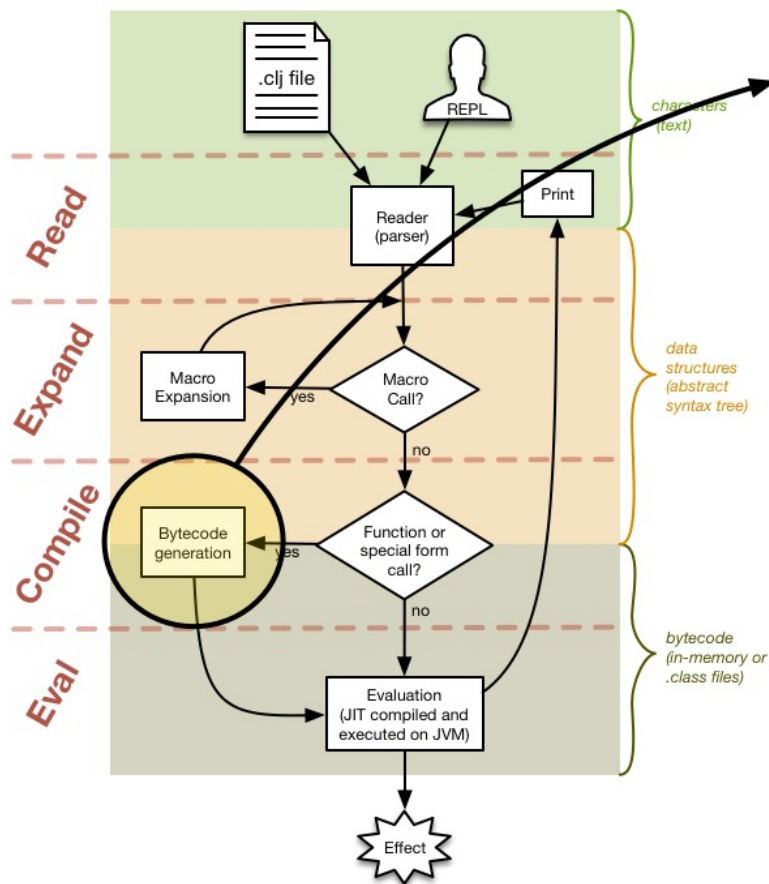 .clj file
REPL
characters
(text)
Read
Print
Reader
(parser)
Expand
Macro
Expansion
yes
Macro
Call?
data
structures
(abstract
syntax tree)
no
Compile
Bytecode
generation
yes
Function or
special form
call?
no
bytecode
(in-memory or
.class files)
Eval
Evaluation
(JIT compiled and
executed on JVM)
Effect